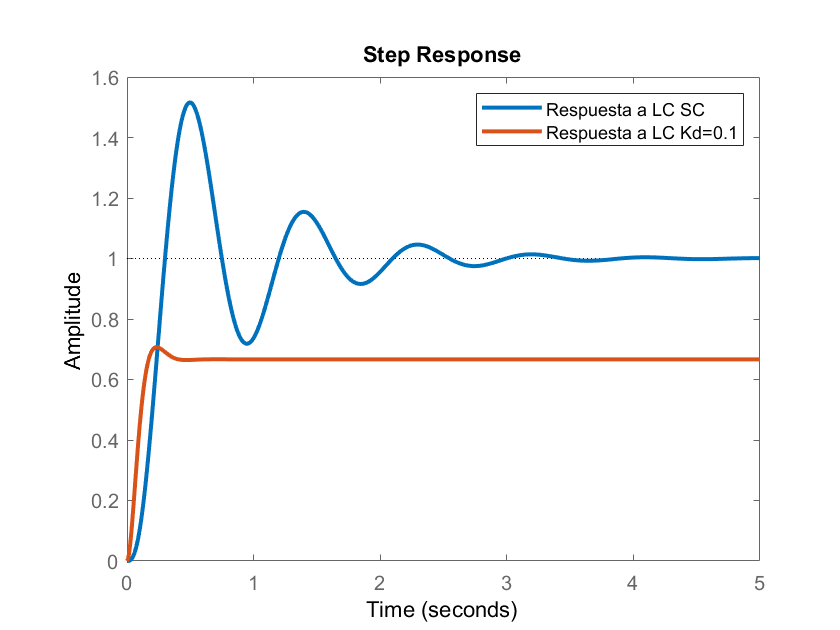 Step Response
Respuesta a LC SC
Respuesta a LC Kd=0.1
1.6
1.4
1.2
1
0.8
0.6
0.4
0.2
0
Amplitude
0 1 2 3 4 5
Time (seconds)